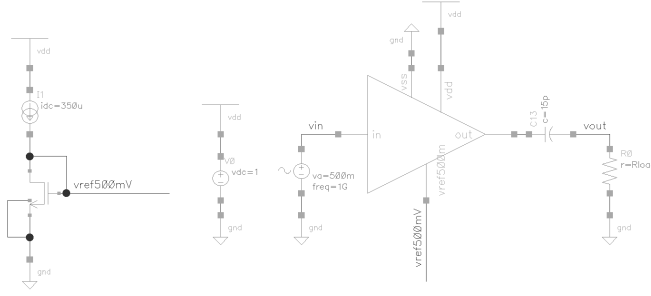 vdd
I1
idc=350u
vref500mV
gnd
vdd
V0
vdc=1
gnd
vin
va=500m
freq=1G
gnd
gnd
vss
vdd
vdd
in
out
vref500m
vref500mV
C13
c=15p
vout
R0
r=Rloa
gnd